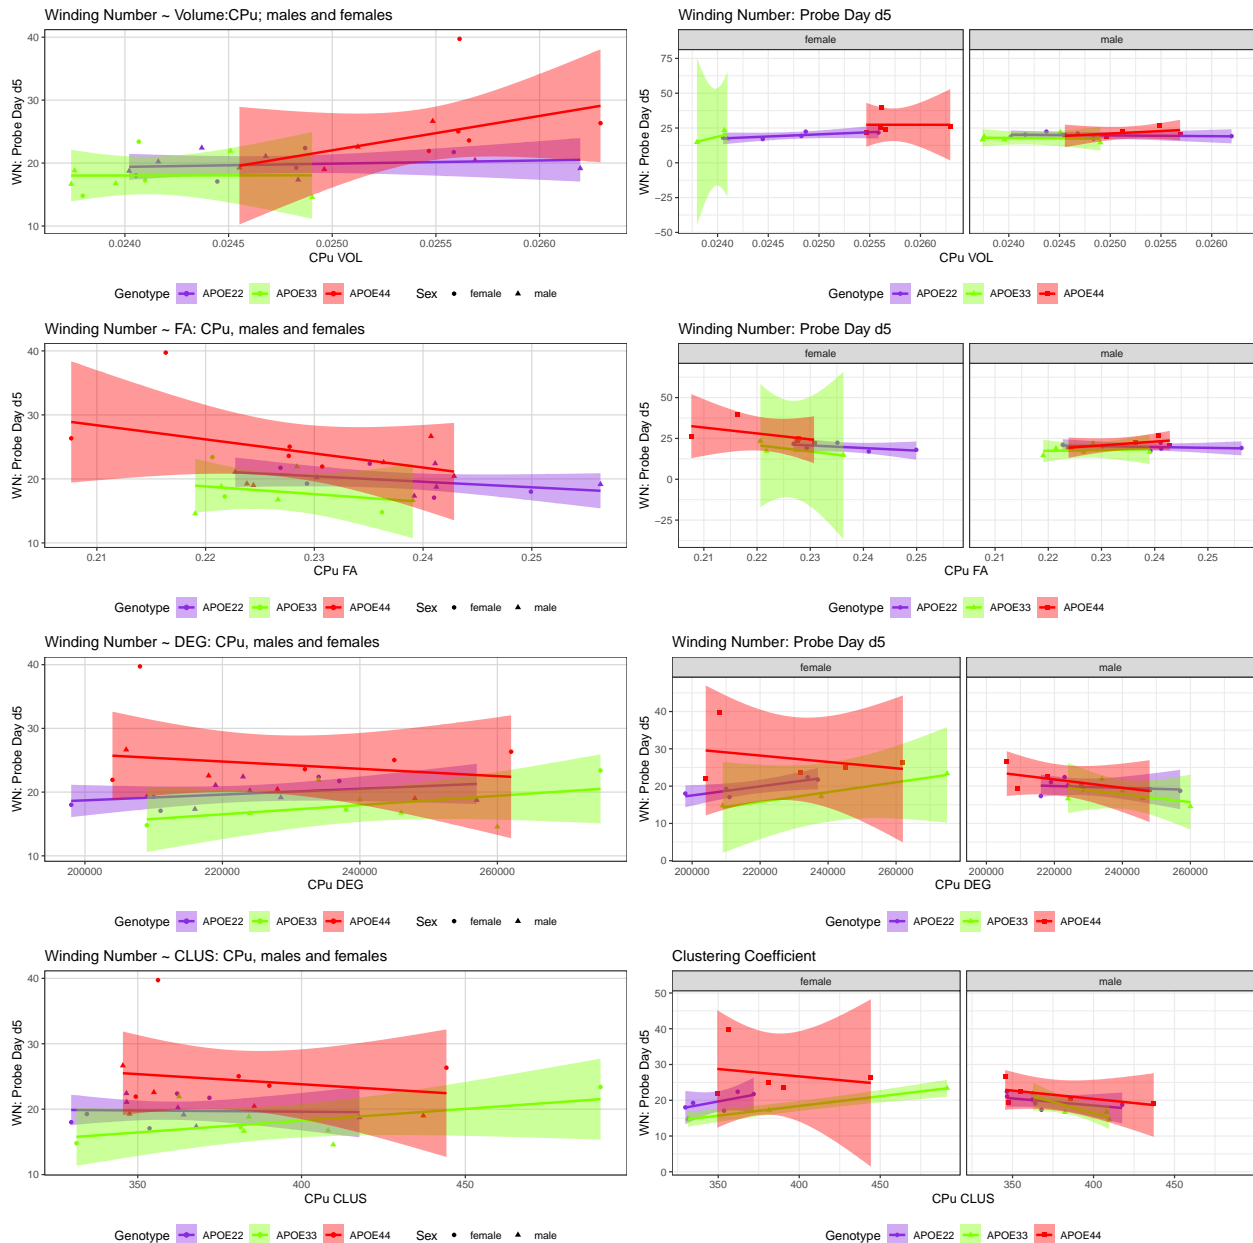 Winding Number ~ Volume:CPu; males and females
WN: Probe Day d5
40
30
20
10
0.0240
0.0245
0.0250
0.0255
0.0260
CPu VOL
Genotype APOE22 APOE33 APOE44 Sex female male
Winding Number: Probe Day d5
female
male
WN: Probe Day d5
75
50
25
0
−25
−50
0.0240 0.0245 0.0250 0.0255 0.0260
0.0240 0.0245 0.0250 0.0255 0.0260
CPu VOL
Genotype APOE22 APOE33 APOE44
Winding Number ~ FA: CPu, males and females
WN: Probe Day d5
40
30
20
10
0.21
0.22
0.23
0.24
0.25
CPu FA
Genotype APOE22 APOE33 APOE44 Sex female male
Winding Number: Probe Day d5
female
male
WN: Probe Day d5
50
25
0
−25
0.21 0.22 0.23 0.24 0.25
0.21 0.22 0.23 0.24 0.25
CPu FA
Genotype APOE22 APOE33 APOE44
Winding Number ~ DEG: CPu, males and females
WN: Probe Day d5
40
30
20
10
200000
220000
240000
260000
CPu DEG
Genotype APOE22 APOE33 APOE44 Sex female male
Winding Number: Probe Day d5
female
male
WN: Probe Day d5
40
30
20
10
0
200000 220000 240000 260000
200000 220000 240000 260000
CPu DEG
Genotype APOE22 APOE33 APOE44
Winding Number ~ CLUS: CPu, males and females
WN: Probe Day d5
40
30
20
10
350
400
450
CPu CLUS
Genotype APOE22 APOE33 APOE44 Sex female male
Clustering Coefficient
female
male
WN: Probe Day d5
50
40
30
20
10
0
350 400 450
350 400 450
CPu CLUS
Genotype APOE22 APOE33 APOE44